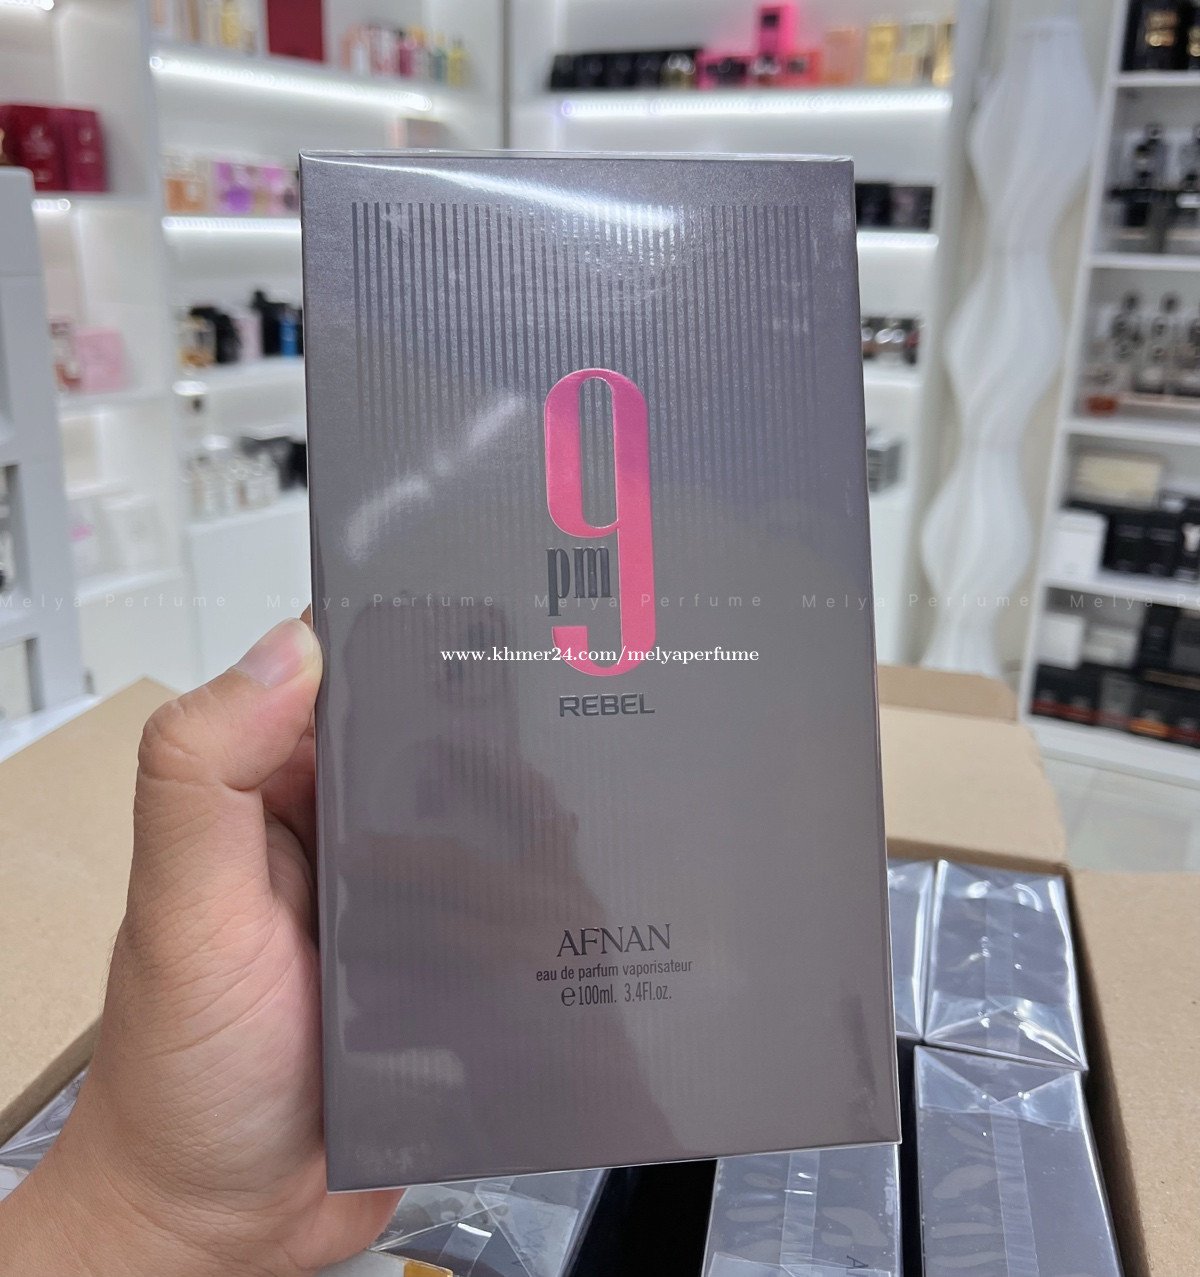 9
pm
Melya Perfume Melya Perfume Melya Perfume Melya Perfume Melya Perfume
www.khmer24.com/melyaperfume
REBEL
AFNAN
eau de parfum vaporisateur
℮100ml. 3.4Fl.oz.